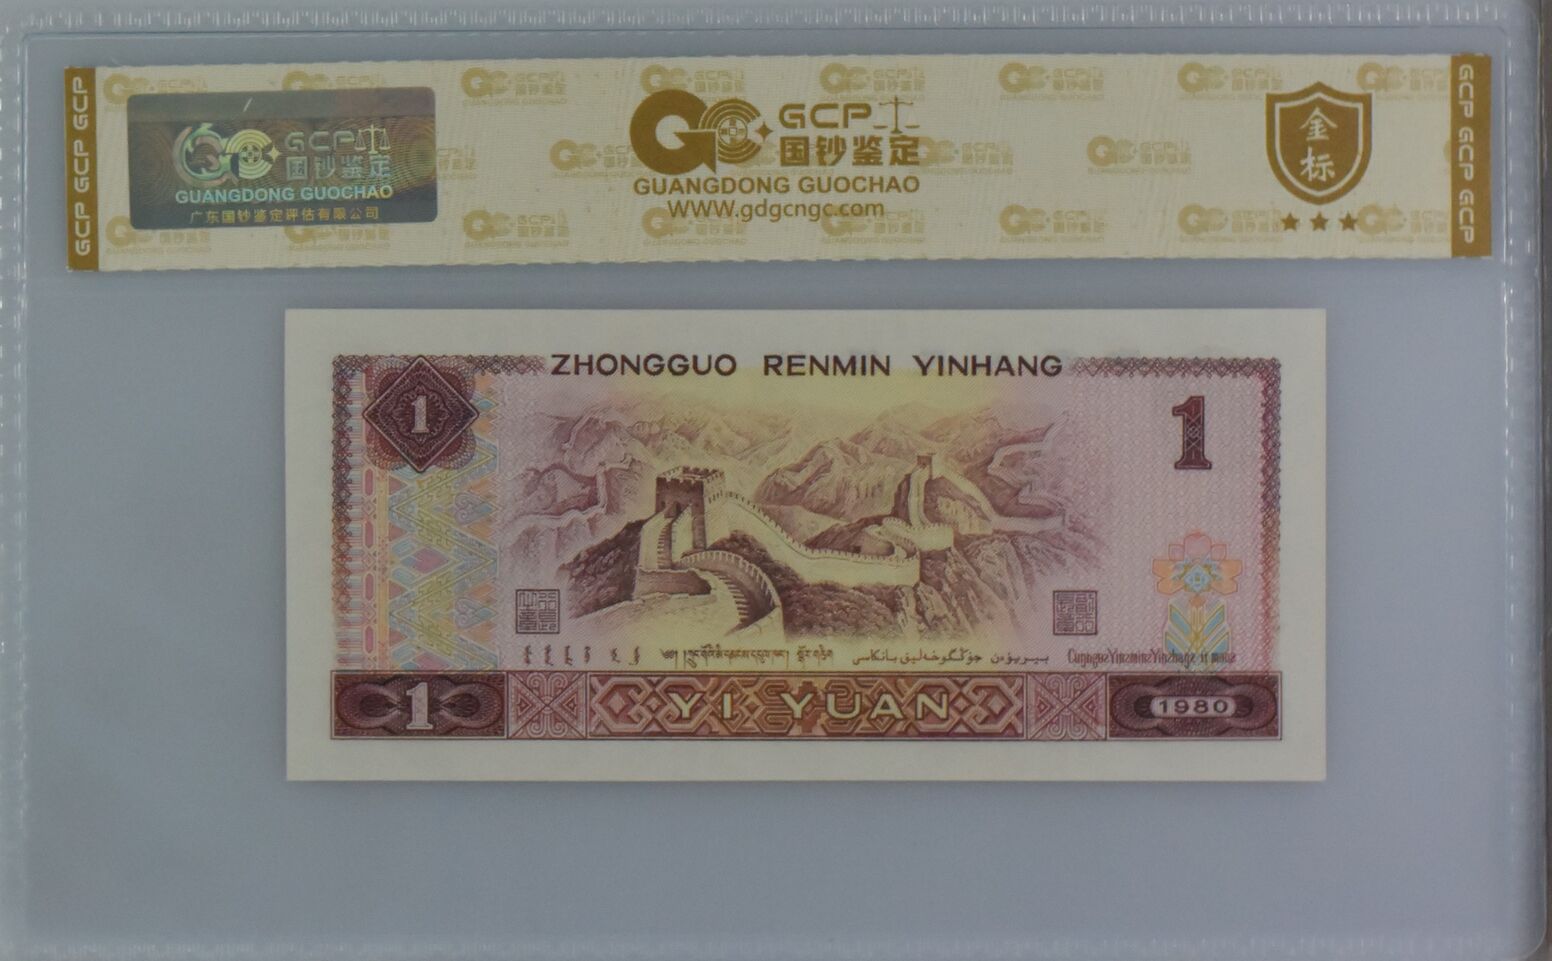 GCP GCP GCP
GCP 国钞鉴定
GUANGDONG GUOCHAO
广东国钞鉴定评估有限公司
GCP 国钞鉴定
GUANGDONG GUOCHAO
WWW.gdgcngc.com
金标
GCP GCP GCP
ZHONGGUO RENMIN YINHANG
1
1
1
YI YUAN
1980